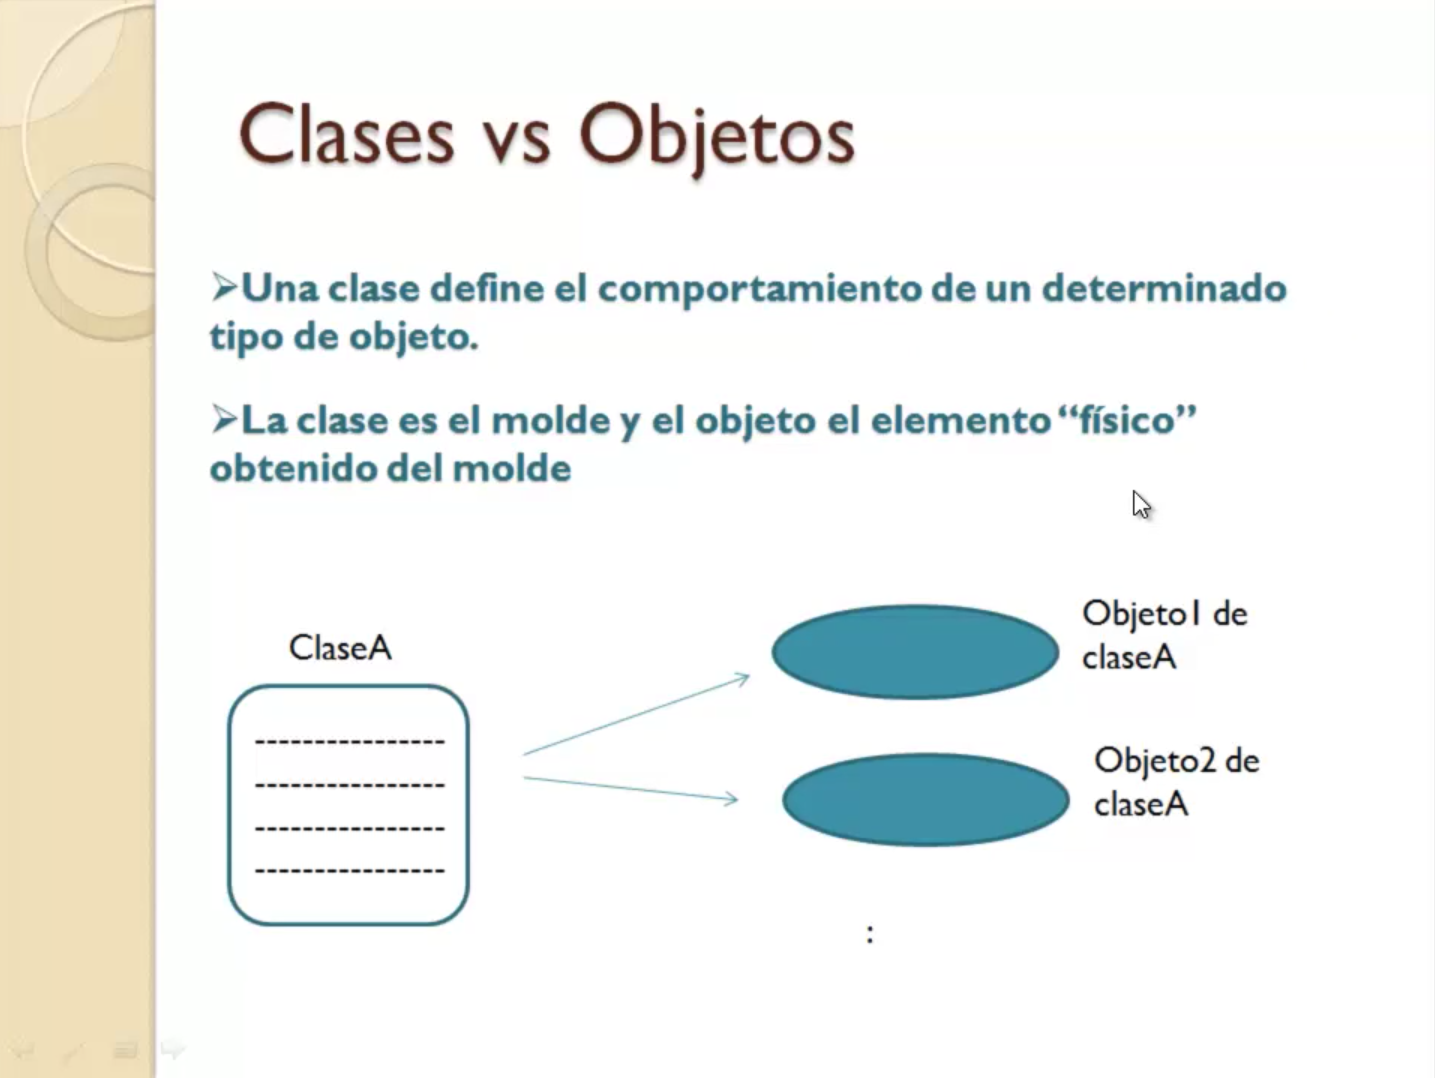 Clases vs Objetos
➢Una clase define el comportamiento de un determinado
tipo de objeto.
➢La clase es el molde y el objeto el elemento “físico”
obtenido del molde
ClaseA
---------------
---------------
---------------
---------------
Objeto1 de
claseA
Objeto2 de
claseA
: